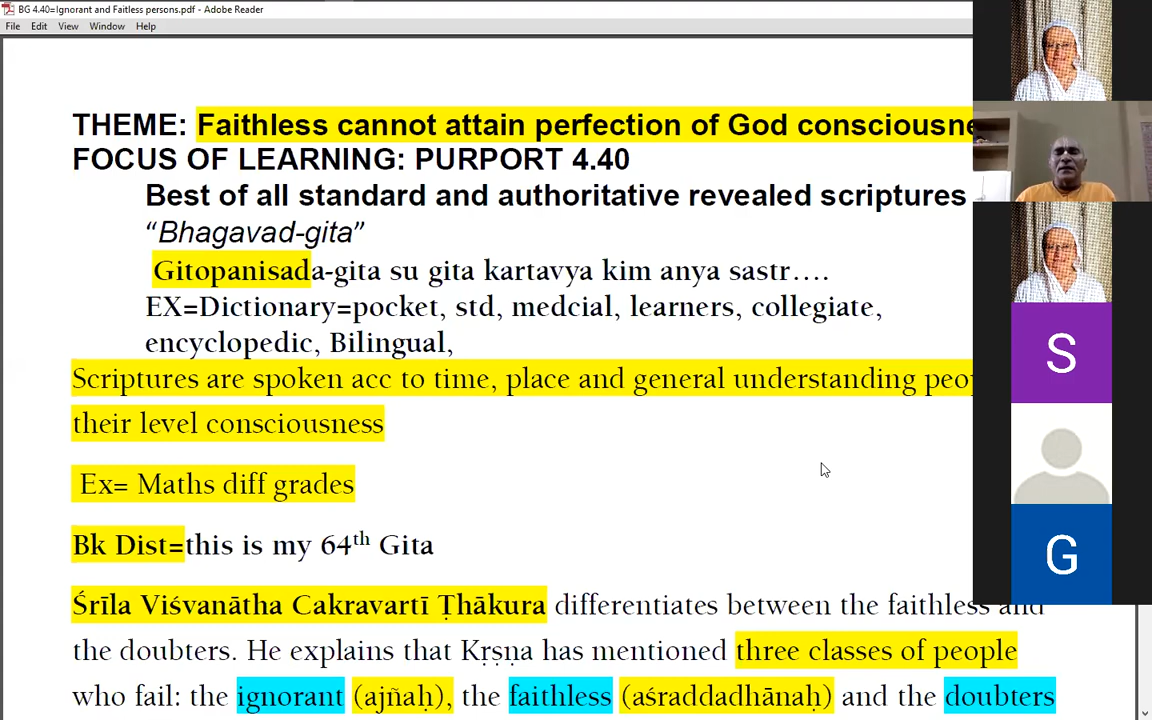 BG 4.40=Ignorant and Faitless persons.pdf - Adobe Reader
File Edit View Window Help
THEME: Faithless cannot attain perfection of God consciousne
FOCUS OF LEARNING: PURPORT 4.40
Best of all standard and authoritative revealed scriptures
“Bhagavad-gita”
Gitopanisada-gita su gita kartavya kim anya sastr….
EX=Dictionary=pocket, std, medcial, learners, collegiate,
encyclopedic, Bilingual,
Scriptures are spoken acc to time, place and general understanding peo
their level consciousness
Ex= Maths diff grades
Bk Dist=this is my 64th Gita
Śrīla Viśvanātha Cakravartī Ṭhākura differentiates between the faithless and
the doubters. He explains that Kṛṣṇa has mentioned three classes of people
who fail: the ignorant (ajñaḥ), the faithless (aśraddadhānaḥ) and the doubters
S
G